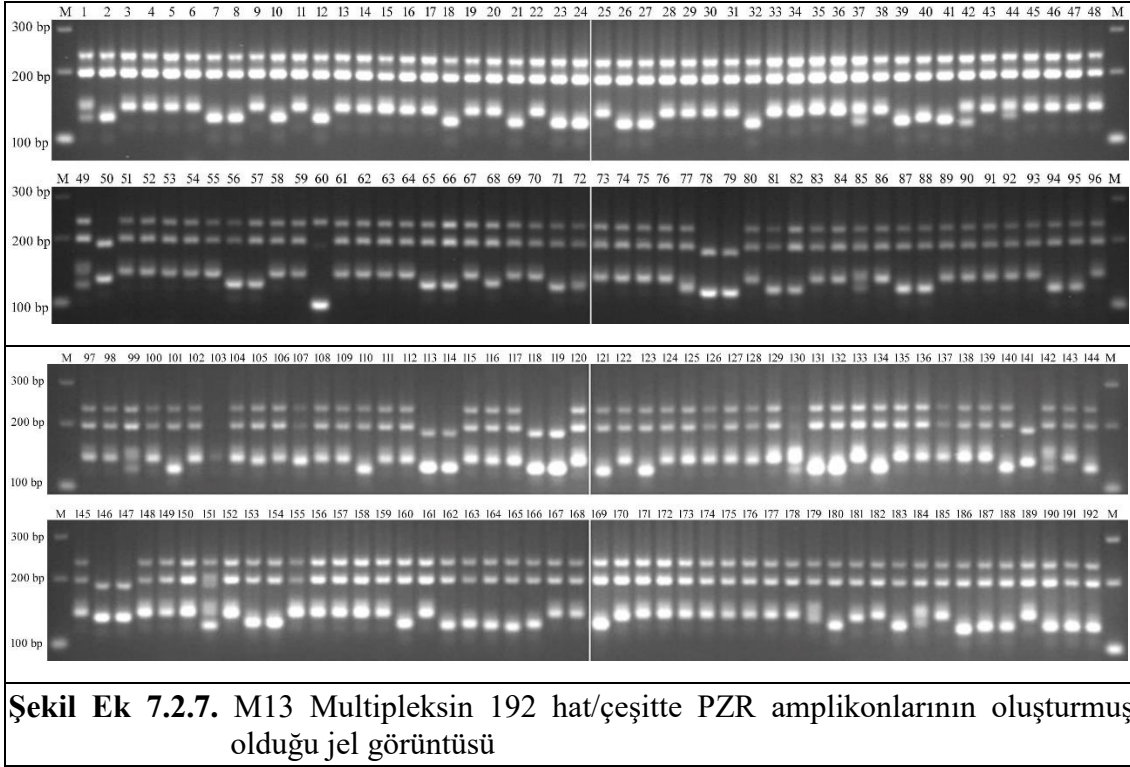 M 1 2 3 4 5 6 7 8 9 10 11 12 13 14 15 16 17 18 19 20 21 22 23 24 25 26 27 28 29 30 31 32 33 34 35 36 37 38 39 40 41 42 43 44 45 46 47 48 M
300 bp
200 bp
100 bp
M 49 50 51 52 53 54 55 56 57 58 59 60 61 62 63 64 65 66 67 68 69 70 71 72 73 74 75 76 77 78 79 80 81 82 83 84 85 86 87 88 89 90 91 92 93 94 95 96 M
300 bp
200 bp
100 bp
M 97 98 99 100 101 102 103 104 105 106 107 108 109 110 111 112 113 114 115 116 117 118 119 120 121 122 123 124 125 126 127 128 129 130 131 132 133 134 135 136 137 138 139 140 141 142 143 144 M
300 bp
200 bp
100 bp
M 145 146 147 148 149 150 151 152 153 154 155 156 157 158 159 160 161 162 163 164 165 166 167 168 169 170 171 172 173 174 175 176 177 178 179 180 181 182 183 184 185 186 187 188 189 190 191 192 M
300 bp
200 bp
100 bp
Şekil Ek 7.2.7. M13 Multipleksin 192 hat/çeşitte PZR amplikonlarının oluşturmuş
olduğu jel görüntüsü